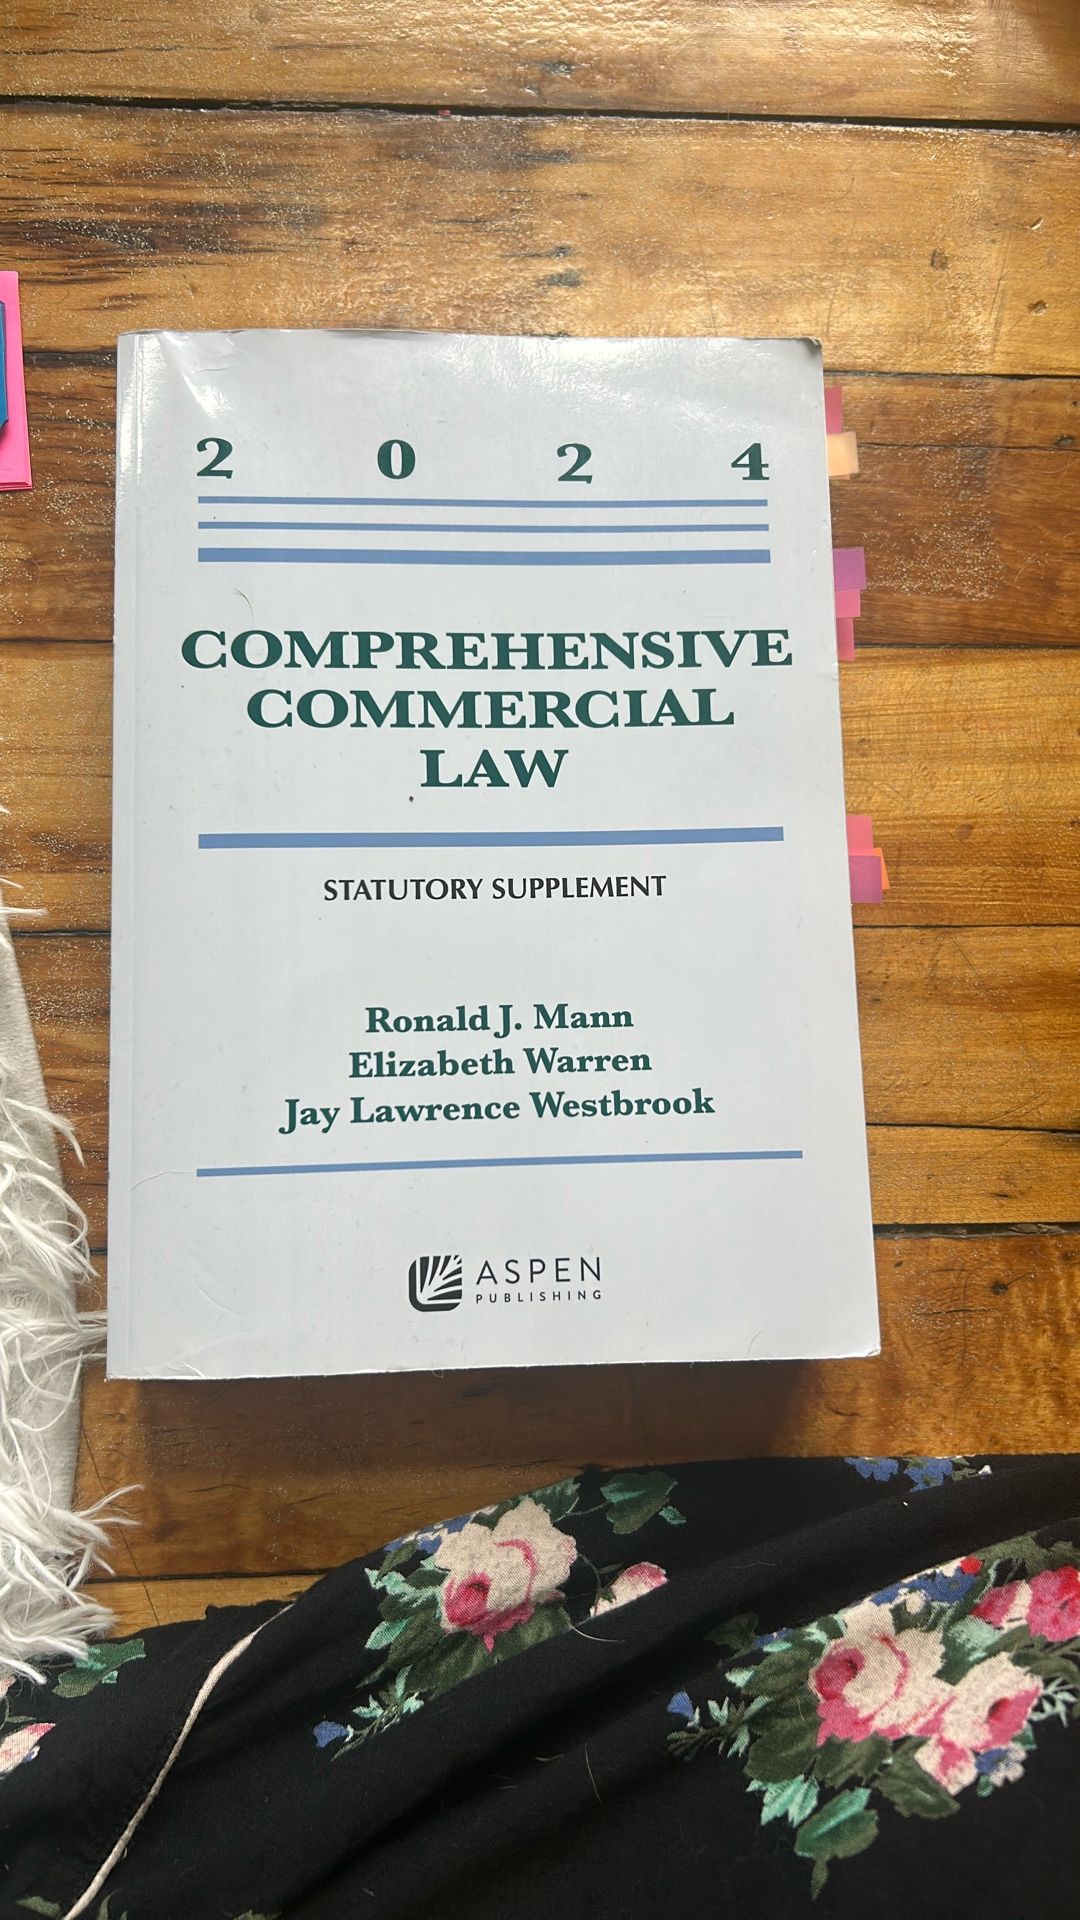 2 0 2 4
COMPREHENSIVE
COMMERCIAL
LAW
STATUTORY SUPPLEMENT
Ronald J. Mann
Elizabeth Warren
Jay Lawrence Westbrook
ASPEN
PUBLISHING